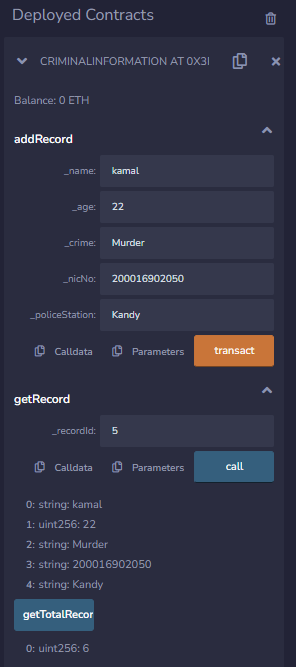 Deployed Contracts
CRIMINALINFORMATION AT 0X3I
Balance: 0 ETH
addRecord
_name: kamal
_age: 22
_crime: Murder
_nicNo: 200016902050
_policeStation: Kandy
Calldata Parameters transact
getRecord
_recordId: 5
Calldata Parameters call
0: string: kamal
1: uint256: 22
2: string: Murder
3: string: 200016902050
4: string: Kandy
getTotalRecor
0: uint256: 6